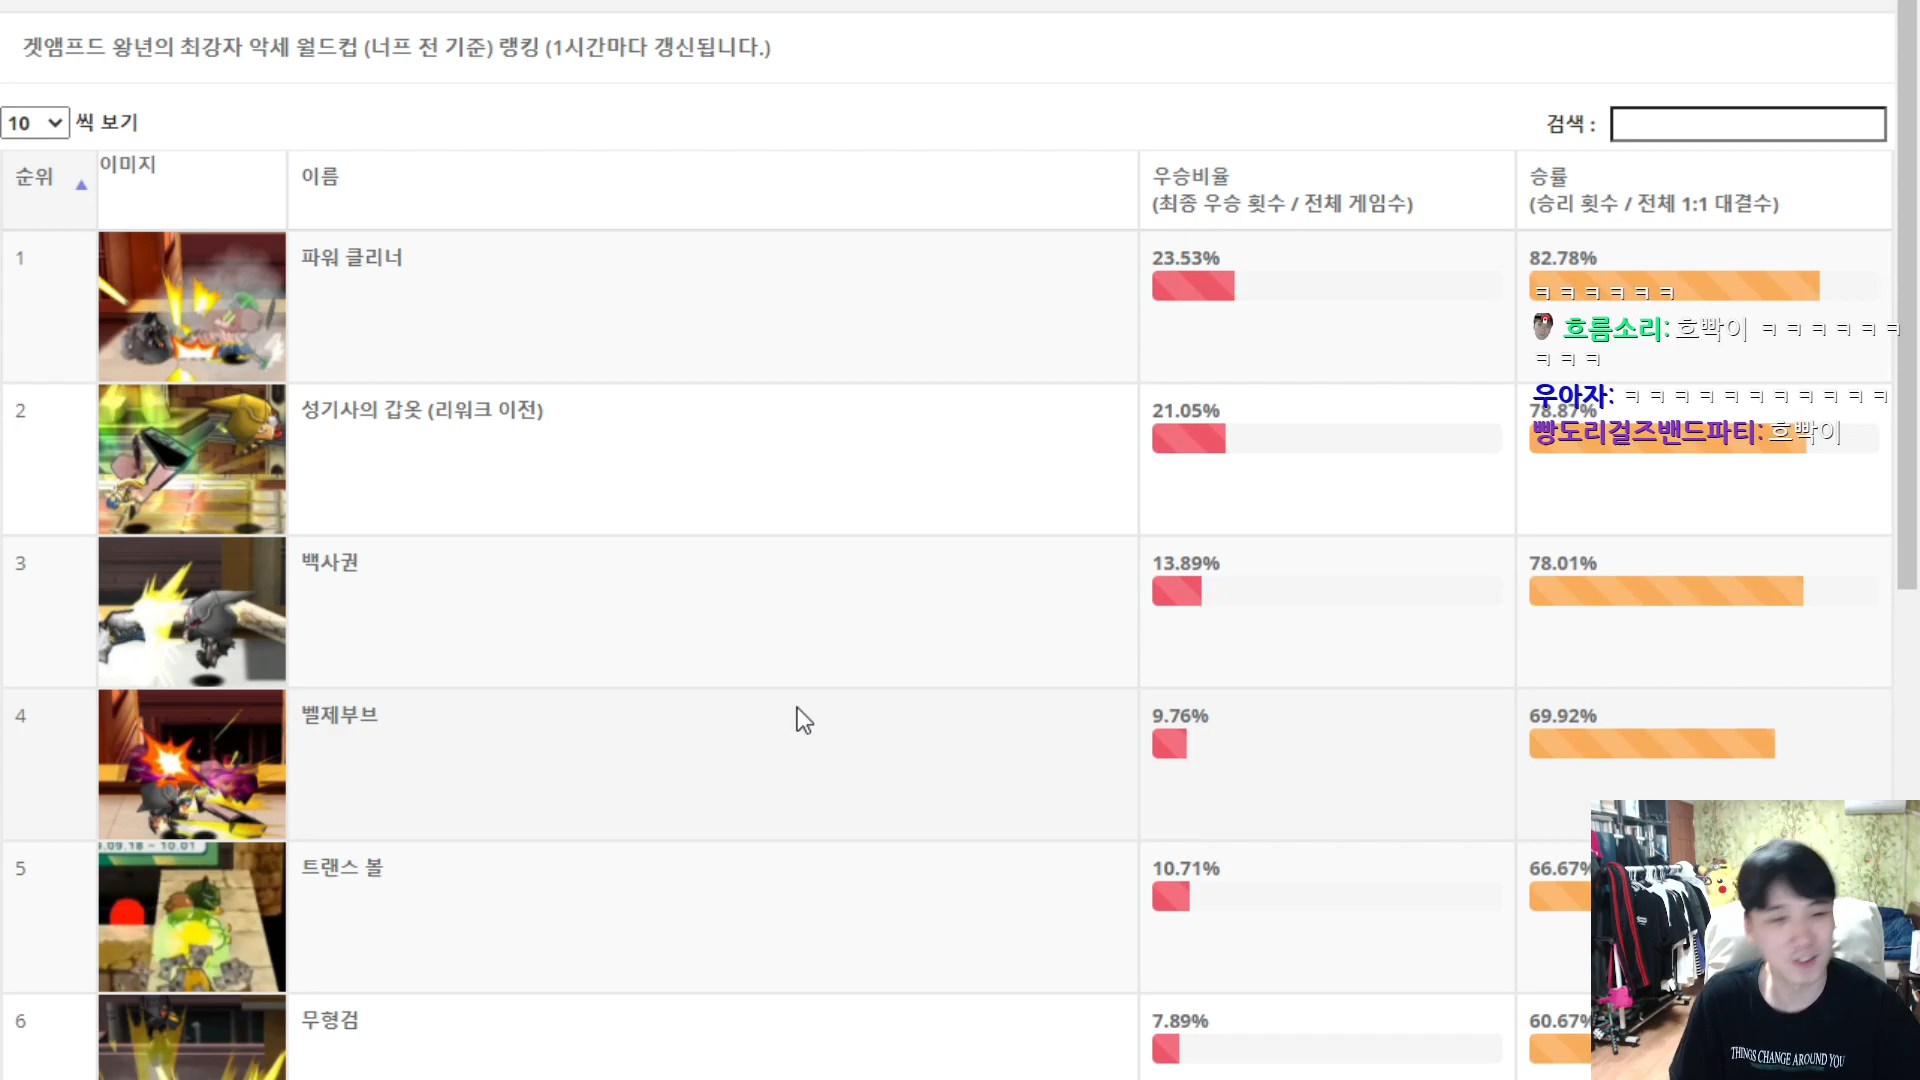 겟앰프드 왕년의 최강자 악세 월드컵 (너프 전 기준) 랭킹 (1시간마다 갱신됩니다.)
10 씩 보기
검색 :
순위
이미지
이름
우승비율
(최종 우승 횟수 / 전체 게임수)
승률
(승리 횟수 / 전체 1:1 대결수)
1
파워 클리너
23.53%
82.78%
ㅋㅋㅋㅋㅋㅋ
흐름소리: 흐빡이 ㅋㅋㅋㅋㅋㅋ
ㅋㅋㅋ
우아자: ㅋㅋㅋㅋㅋㅋㅋㅋㅋㅋㅋ
빵도리걸즈밴드파티: 흐빡이
2
성기사의 갑옷 (리워크 이전)
21.05%
78.87%
3
백사권
13.89%
78.01%
4
벨제부브
9.76%
69.92%
5
.09.18 - 10.01
트랜스 볼
10.71%
66.67%
6
무형검
7.89%
60.67%
THINGS CHANGE AROUND YOU